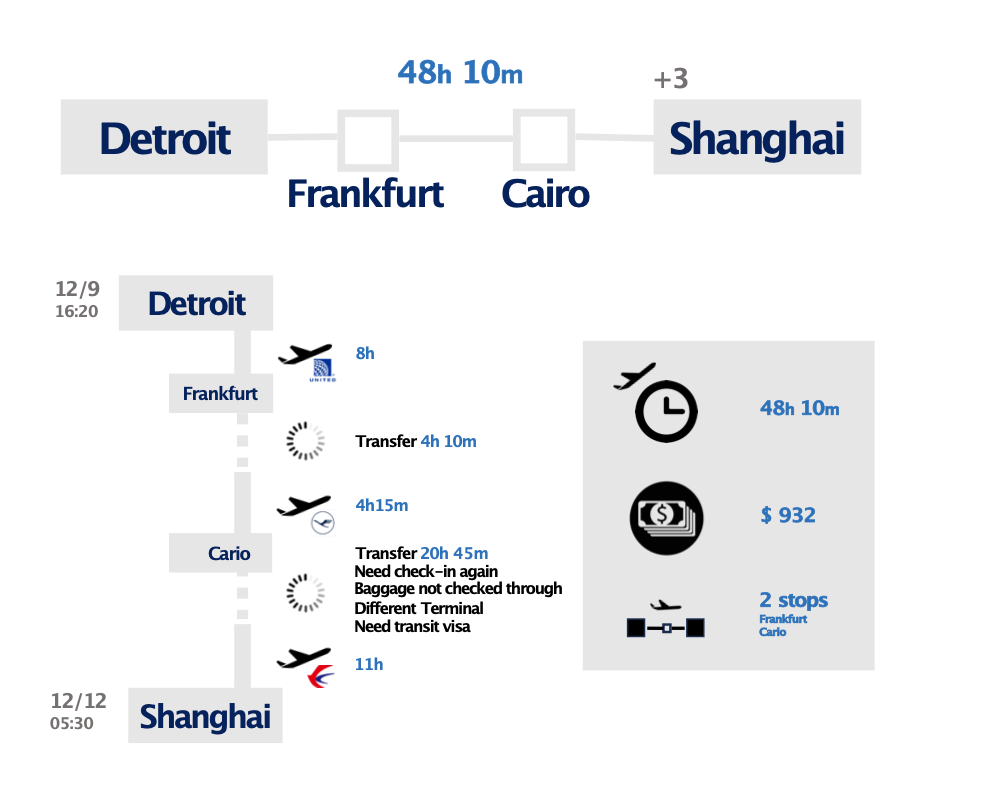 48h 10m
+3
Detroit
Shanghai
Frankfurt
Cairo
12/9
16:20
Detroit
8h
UNITED
Frankfurt
Transfer 4h 10m
4h15m
Cario
Transfer 20h 45m
Need check-in again
Baggage not checked through
Different Terminal
Need transit visa
11h
12/12
05:30
Shanghai
48h 10m
$ 932
2 stops
Frankfurt
Cario